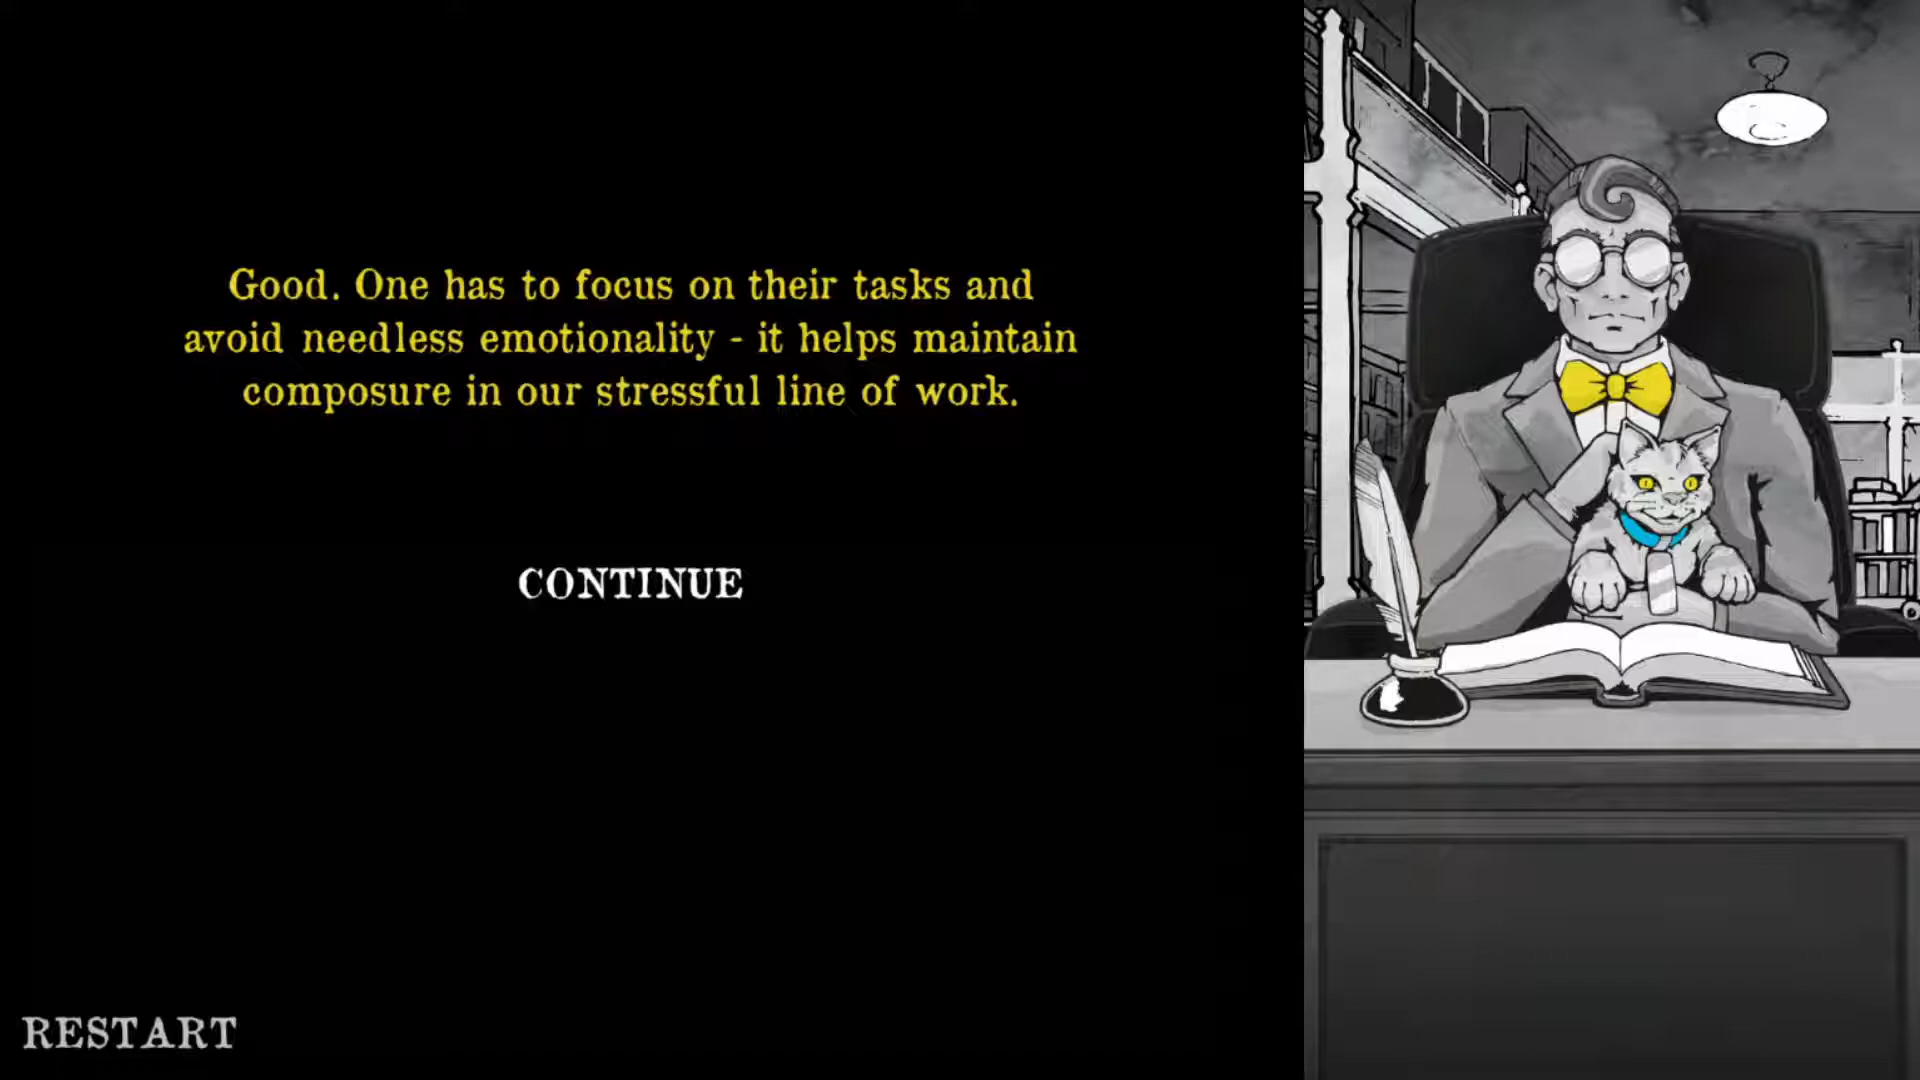 Good. One has to focus on their tasks and
avoid needless emotionality - it helps maintain
composure in our stressful line of work.
CONTINUE
RESTART